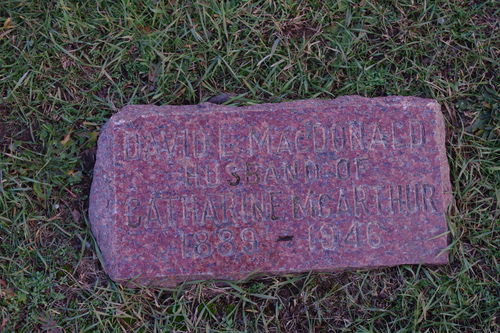 DAVID E. MACDONALD
HUSBAND OF
CATHARINE MCARTHUR
1889 - 1946